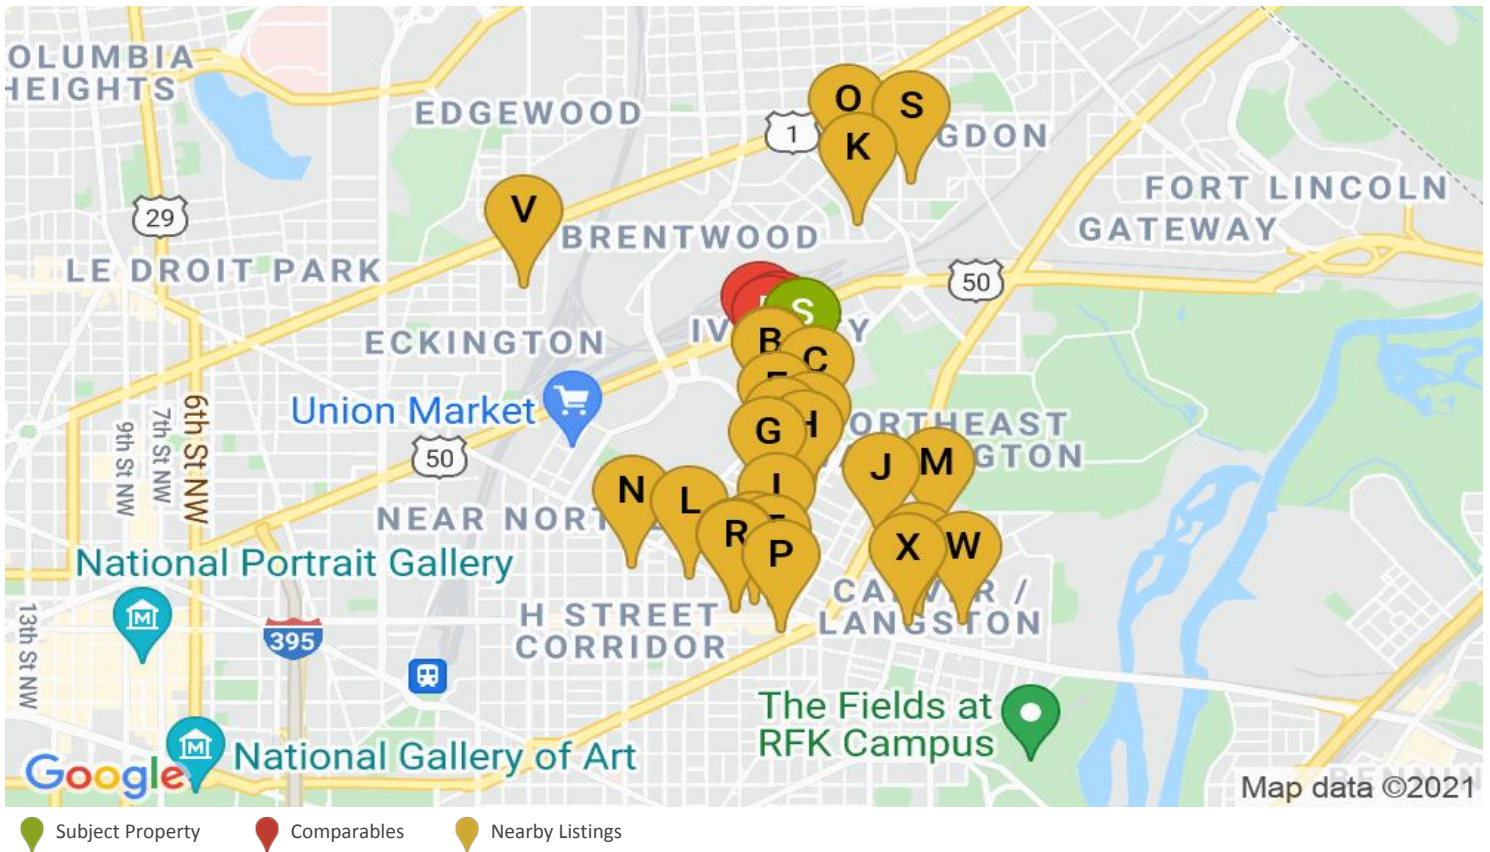 OLUMBIA
HEIGHTS
EDGEWOOD
O
S
1
K
GDON
FORT LINCOLN
29
V
BRENTWOOD
GATEWAY
LE DROIT PARK
50
S
IV
Y
B
C
ECKINGTON
Union Market
6th St NW
7th St NW
9th St NW
G
H
ORTHEAST
GTON
50
J
M
N
L
I
NEAR NORT
R
P
X
W
National Portrait Gallery
13th St NW
395
H STREET
CORRIDOR
CARVER /
LANGSTON
The Fields at
RFK Campus
National Gallery of Art
Google
Map data ©2021
Subject Property
Comparables
Nearby Listings